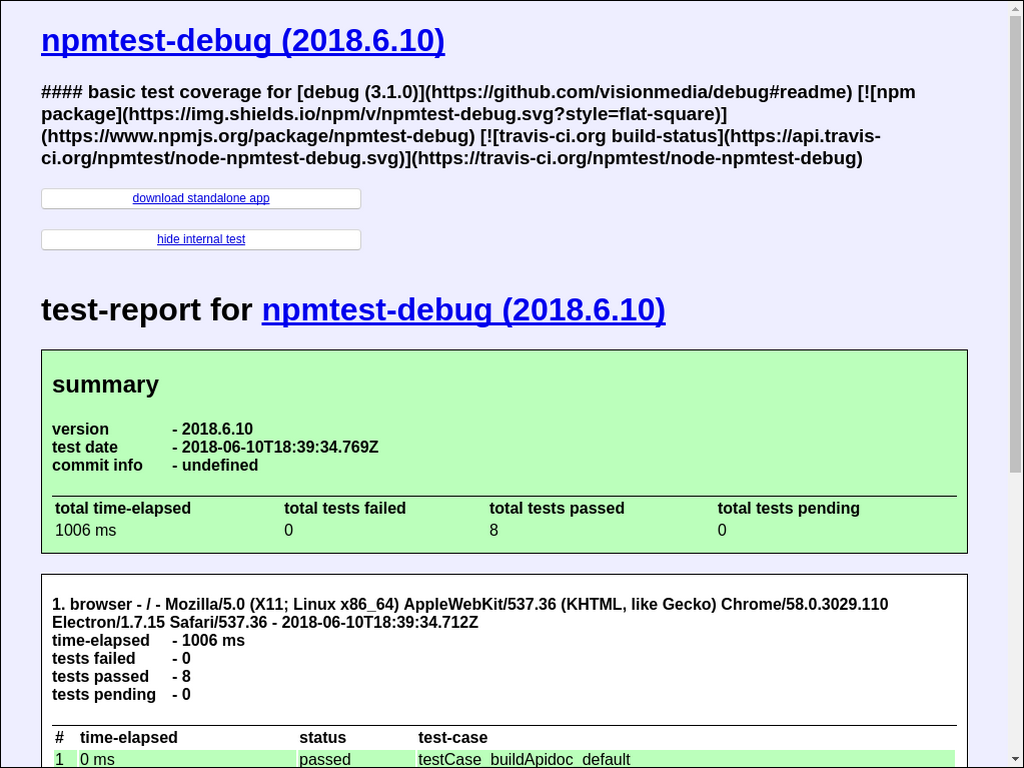 npmtest-debug (2018.6.10)
#### basic test coverage for [debug (3.1.0)](https://github.com/visionmedia/debug#readme) [![npm
package](https://img.shields.io/npm/v/npmtest-debug.svg?style=flat-square)]
(https://www.npmjs.org/package/npmtest-debug) [![travis-ci.org build-status](https://api.travis-
ci.org/npmtest/node-npmtest-debug.svg)](https://travis-ci.org/npmtest/node-npmtest-debug)
download standalone app
hide internal test
test-report for npmtest-debug (2018.6.10)
summary
version - 2018.6.10
test date - 2018-06-10T18:39:34.769Z
commit info - undefined
total time-elapsed total tests failed total tests passed total tests pending
1006 ms 0 8 0
1. browser - / - Mozilla/5.0 (X11; Linux x86_64) AppleWebKit/537.36 (KHTML, like Gecko) Chrome/58.0.3029.110
Electron/1.7.15 Safari/537.36 - 2018-06-10T18:39:34.712Z
time-elapsed - 1006 ms
tests failed - 0
tests passed - 8
tests pending - 0
# time-elapsed status test-case
1 0 ms passed testCase_buildApidoc_default